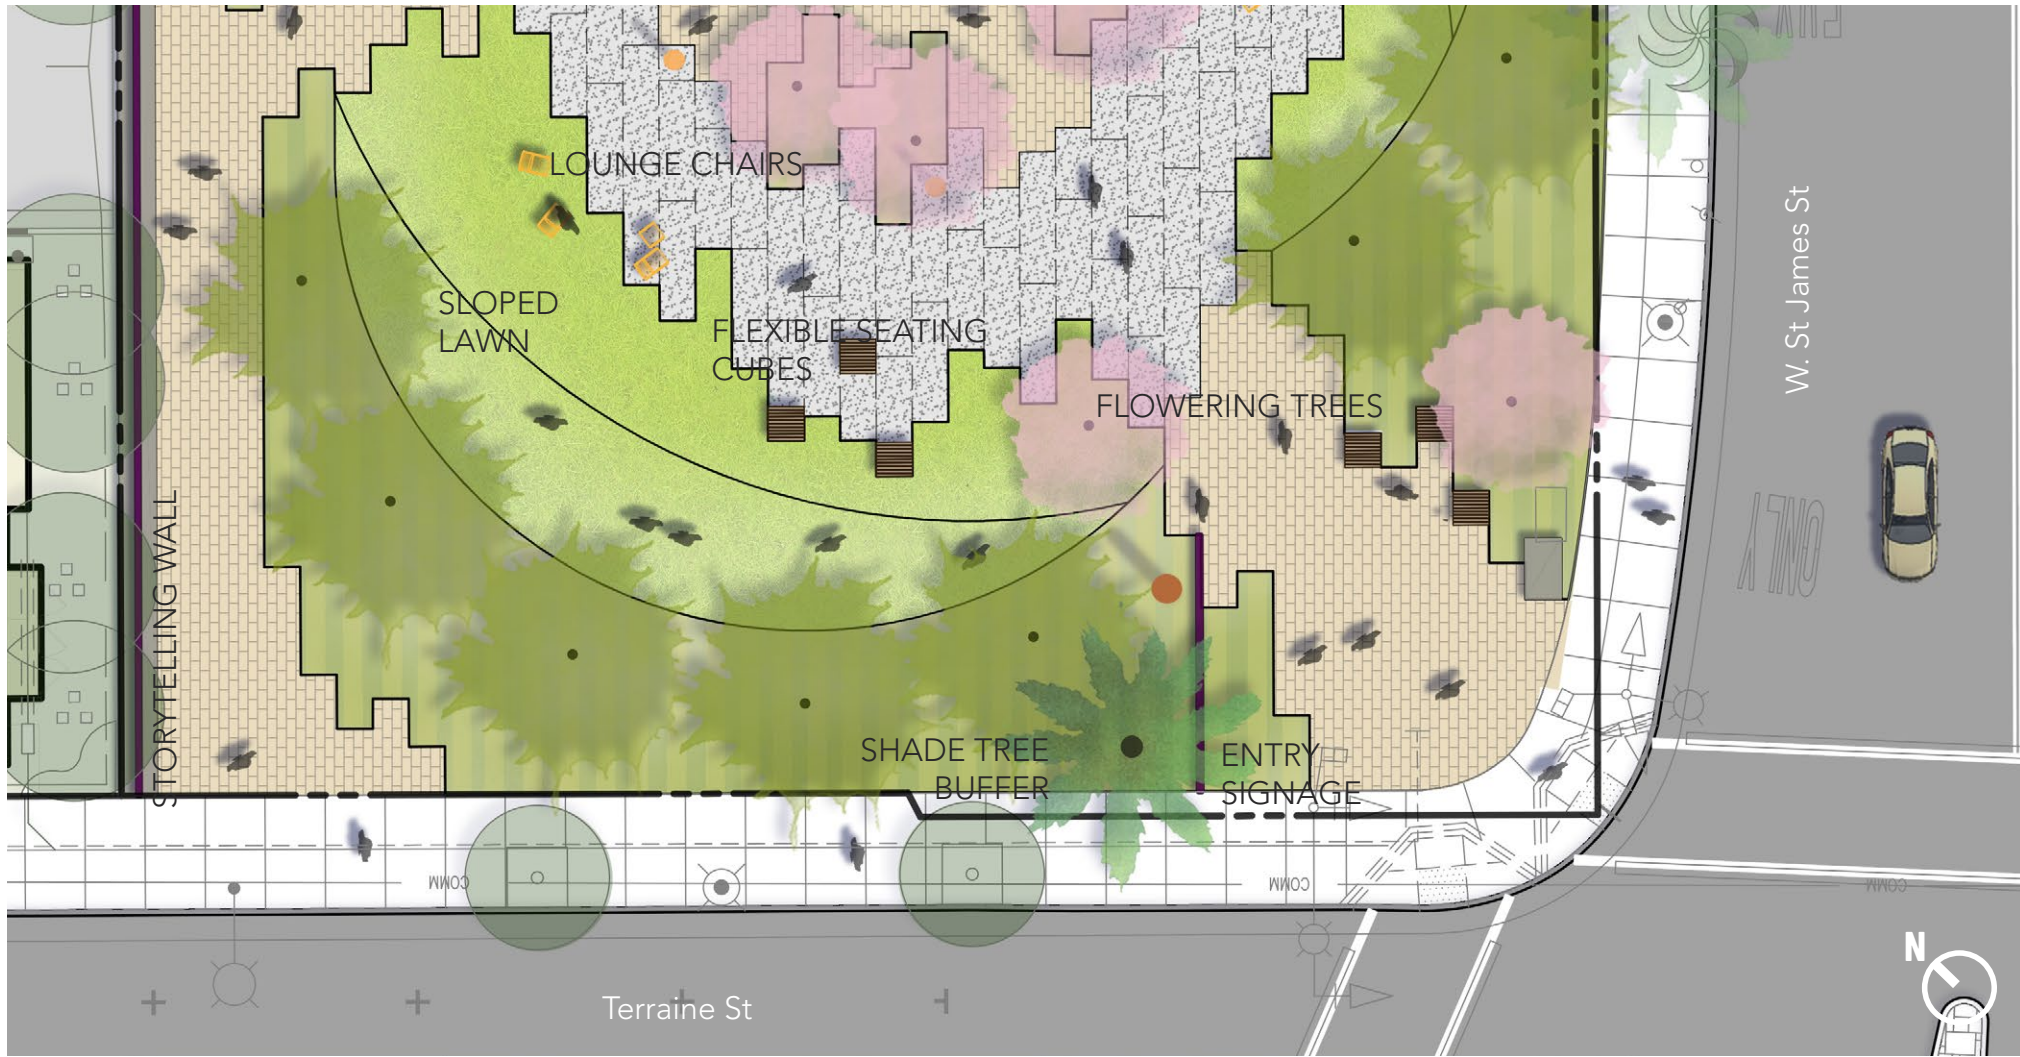 ONLY
LOUNGE CHAIRS
SLOPED
LAWN
FLEXIBLE SEATING
CUBES
FLOWERING TREES
W. St James St
ONLY
STORYTELLING WALL
SHADE TREE
BUFFER
ENTRY
SIGNAGE
COMM
COMM
COMM
N
Terraine St